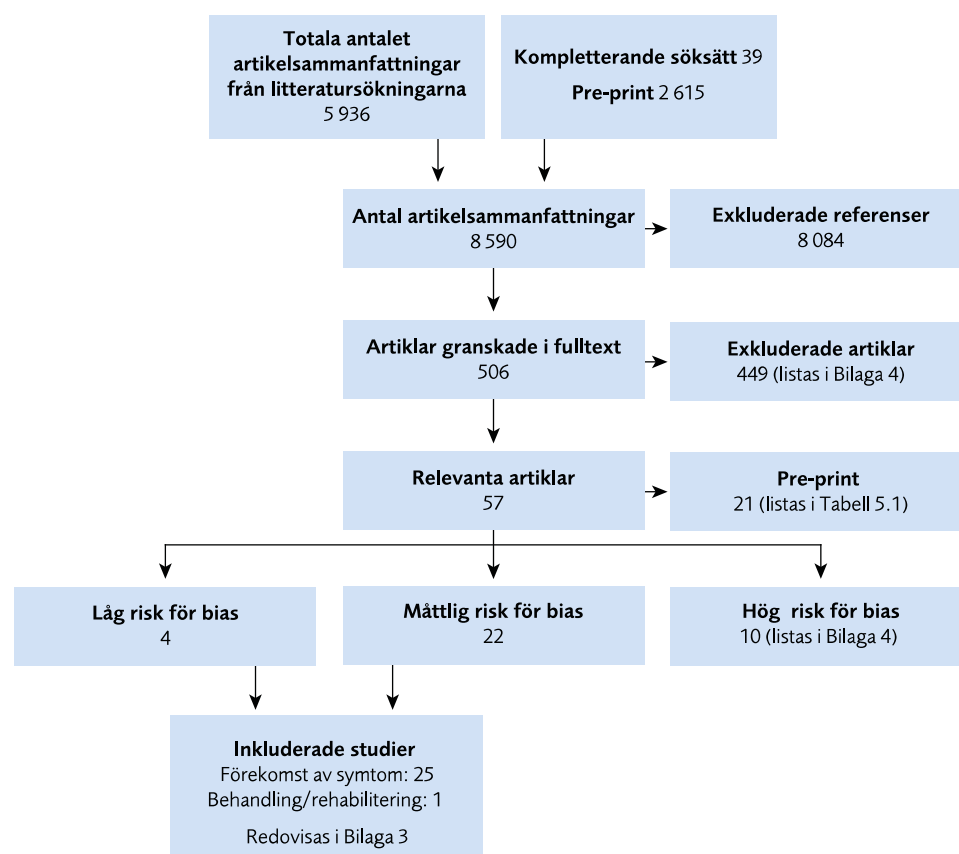 Totala antalet
artikelsammanfattningar
från litteratursökningarna
5 936
Kompletterande söksätt 39
Pre-print 2 615
Antal artikelsammanfattningar
8 590
Exkluderade referenser
8 084
Artiklar granskade i fulltext
506
Exkluderade artiklar
449 (listas i Bilaga 4)
Relevanta artiklar
57
Pre-print
21 (listas i Tabell 5.1)
Låg risk för bias
4
Måttlig risk för bias
22
Hög risk för bias
10 (listas i Bilaga 4)
Inkluderade studier
Förekomst av symtom: 25
Behandling/rehabilitering: 1
Redovisas i Bilaga 3